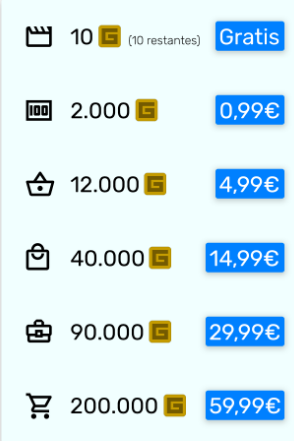 10 G (10 restantes) Gratis
100 2.000 G 0,99€
12.000 G 4,99€
40.000 G 14,99€
90.000 G 29,99€
200.000 G 59,99€